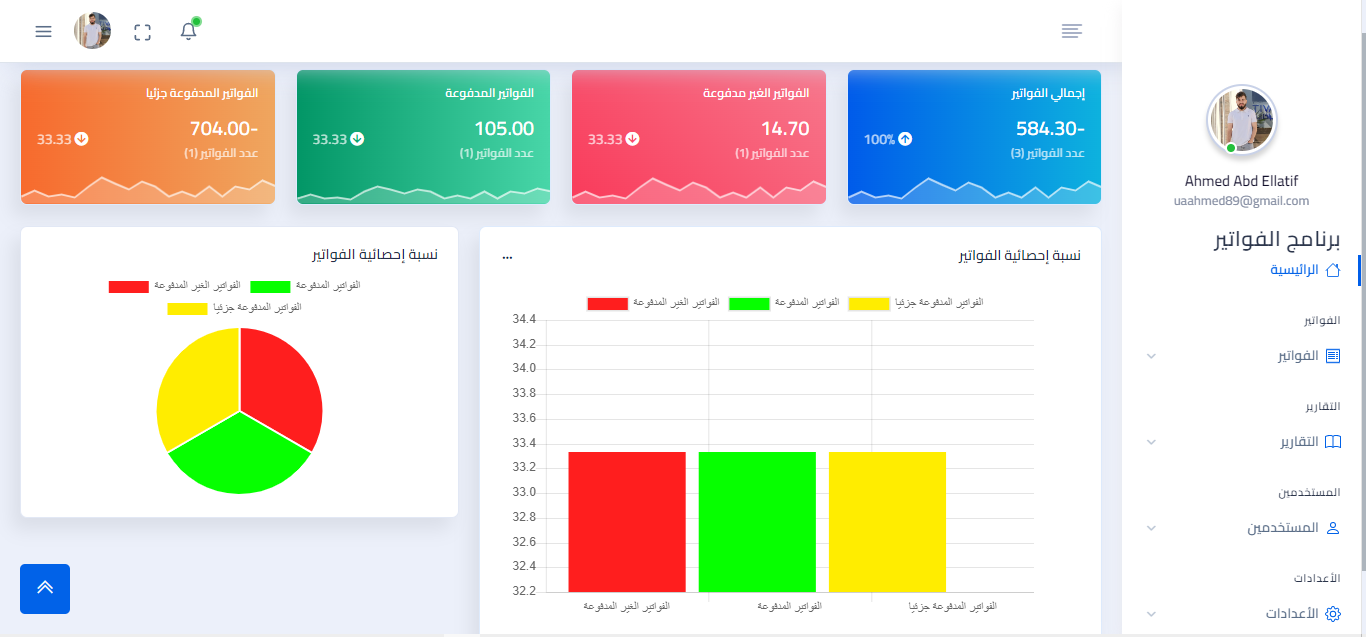 Ahmed Abd Ellatif
uaahmed89@gmail.com
برنامج الفواتير
الرائيسية
الفواتير
الفواتير
التقارير
التقارير
المستخدمين
المستخدمين
الأعدادات
الأعدادات
إجمالي الفواتير
584.30-
100%
عدد الفواتير (3)
الفواتير الغير مدفوعة
14.70
33.33
عدد الفواتير (1)
الفواتير المدفوعة
105.00
33.33
عدد الفواتير (1)
الفواتير المدفوعة جزئيا
704.00-
33.33
عدد الفواتير (1)
نسبة إحصائية الفواتير
...
الفواتير الغير المدفوعة
الفواتير المدفوعة
الفواتير المدفوعة جزئيا
34.4
34.2
34.0
33.8
33.6
33.4
33.2
33.0
32.8
32.6
32.4
32.2
الفواتير الغير المدفوعة
الفواتير المدفوعة
الفواتير المدفوعة جزئيا
نسبة إحصائية الفواتير
الفواتير الغير المدفوعة
الفواتير المدفوعة
الفواتير المدفوعة جزئيا